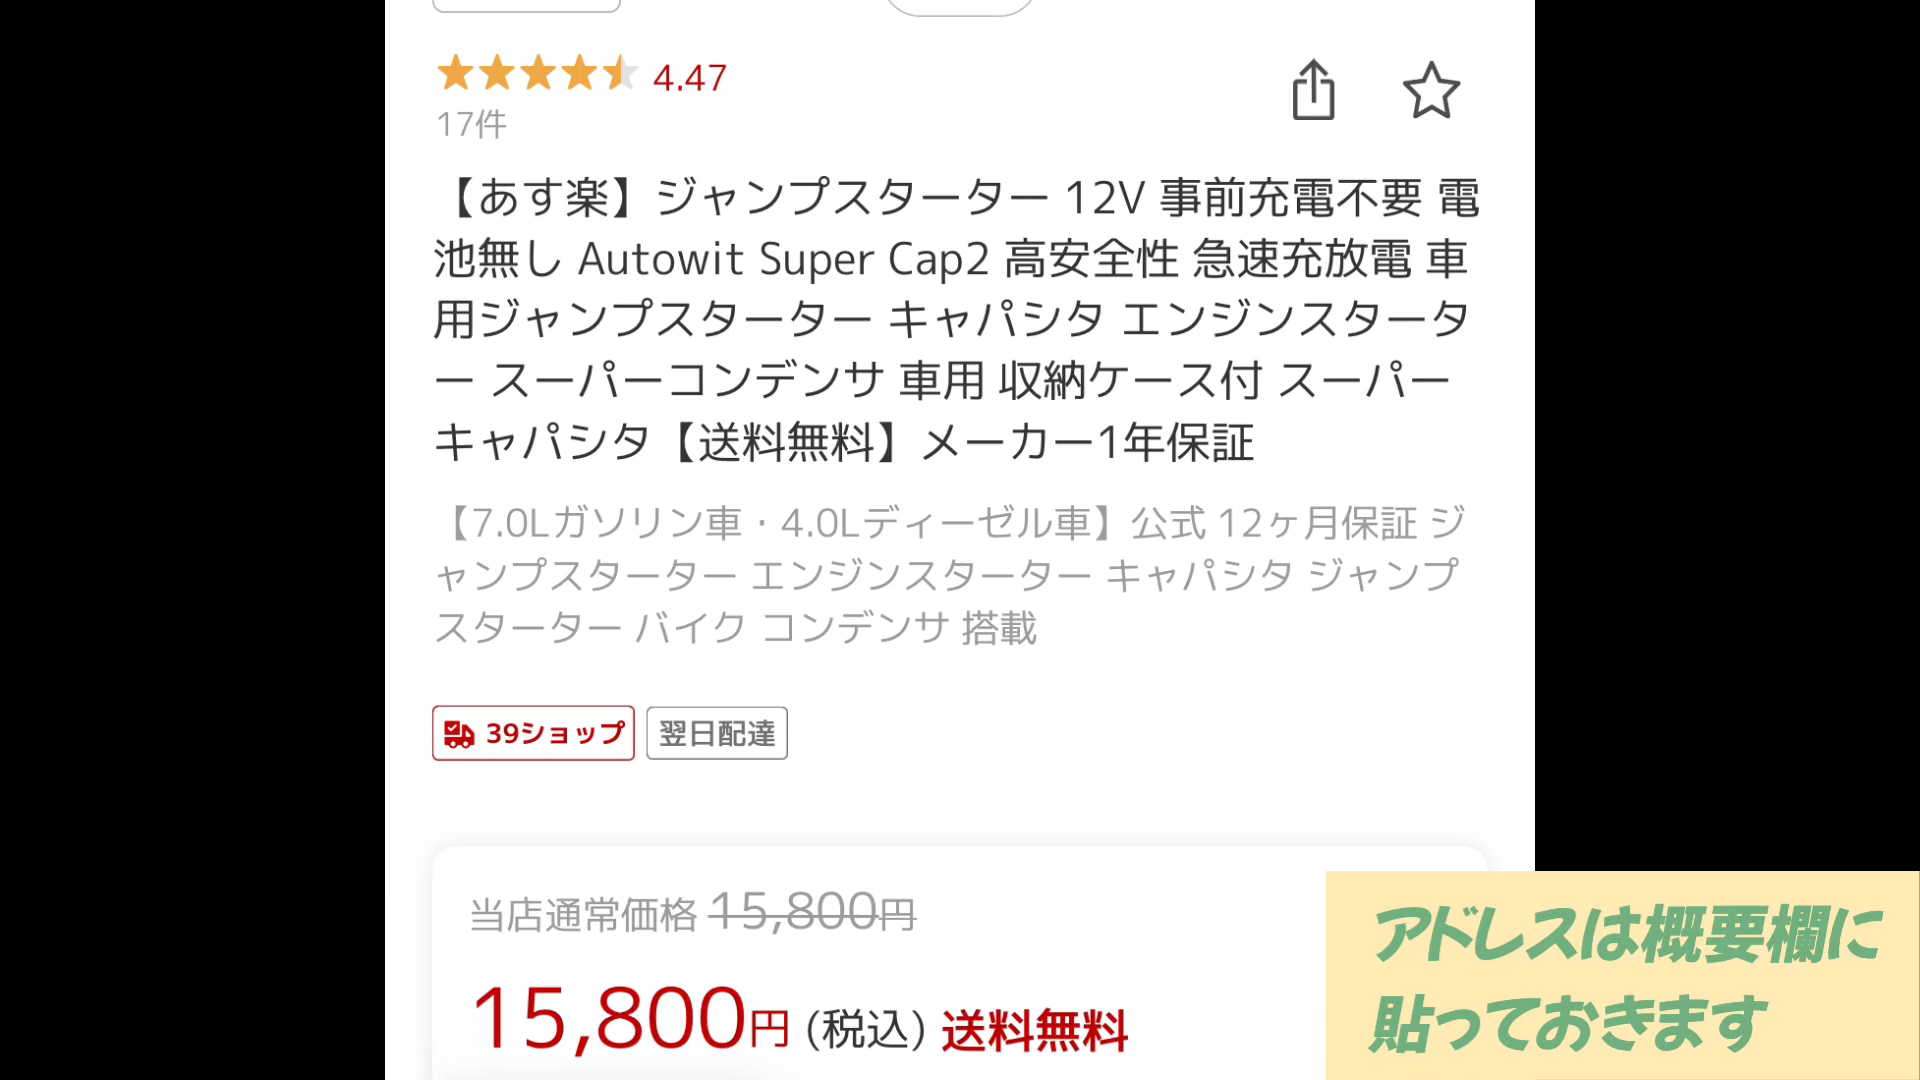 4.47
17件
【あす楽】ジャンプスターター 12V 事前充電不要 電
池無し Autowit Super Cap2 高安全性 急速充放電 車
用ジャンプスターター キャパシタ エンジンスタータ
ー スーパーコンデンサ 車用 収納ケース付 スーパー
キャパシタ【送料無料】メーカー1年保証
【7.0Lガソリン車・4.0Lディーゼル車】公式 12ヶ月保証 ジ
ャンプスターター エンジンスターター キャパシタ ジャンプ
スターター バイク コンデンサ 搭載
39ショップ 翌日配達
当店通常価格 15,800円
15,800円 (税込) 送料無料
アドレスは概要欄に
貼っておきます